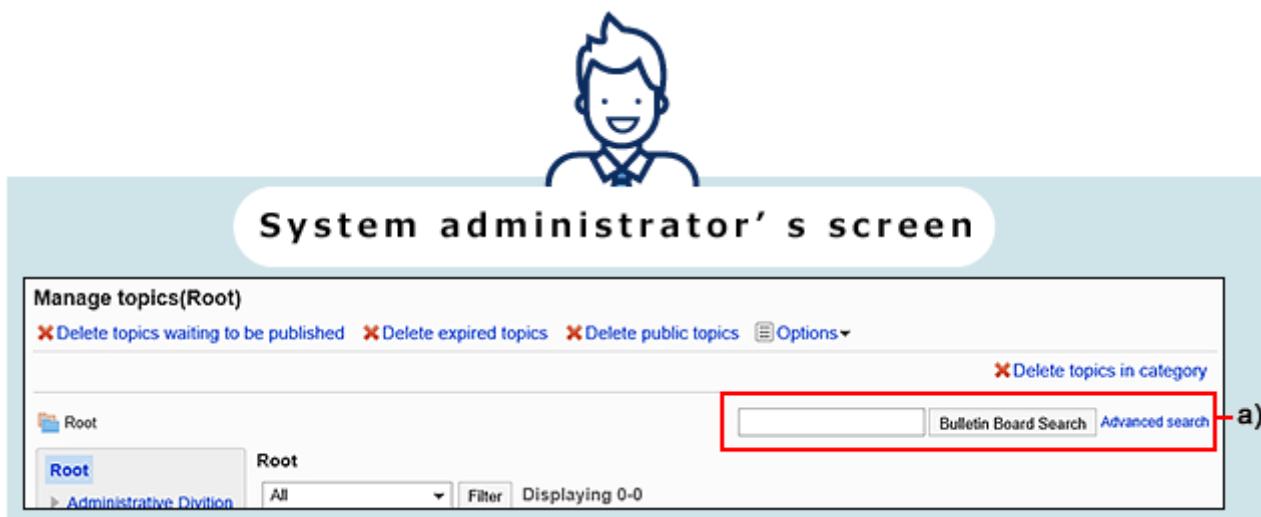 System administrator' s screen
Manage topics(Root)
Delete topics waiting to be published Delete expired topics Delete public topics Options
Delete topics in category
Root Bulletin Board Search Advanced search a)
Root Root
Administrative Divition All Filter Displaying 0-0